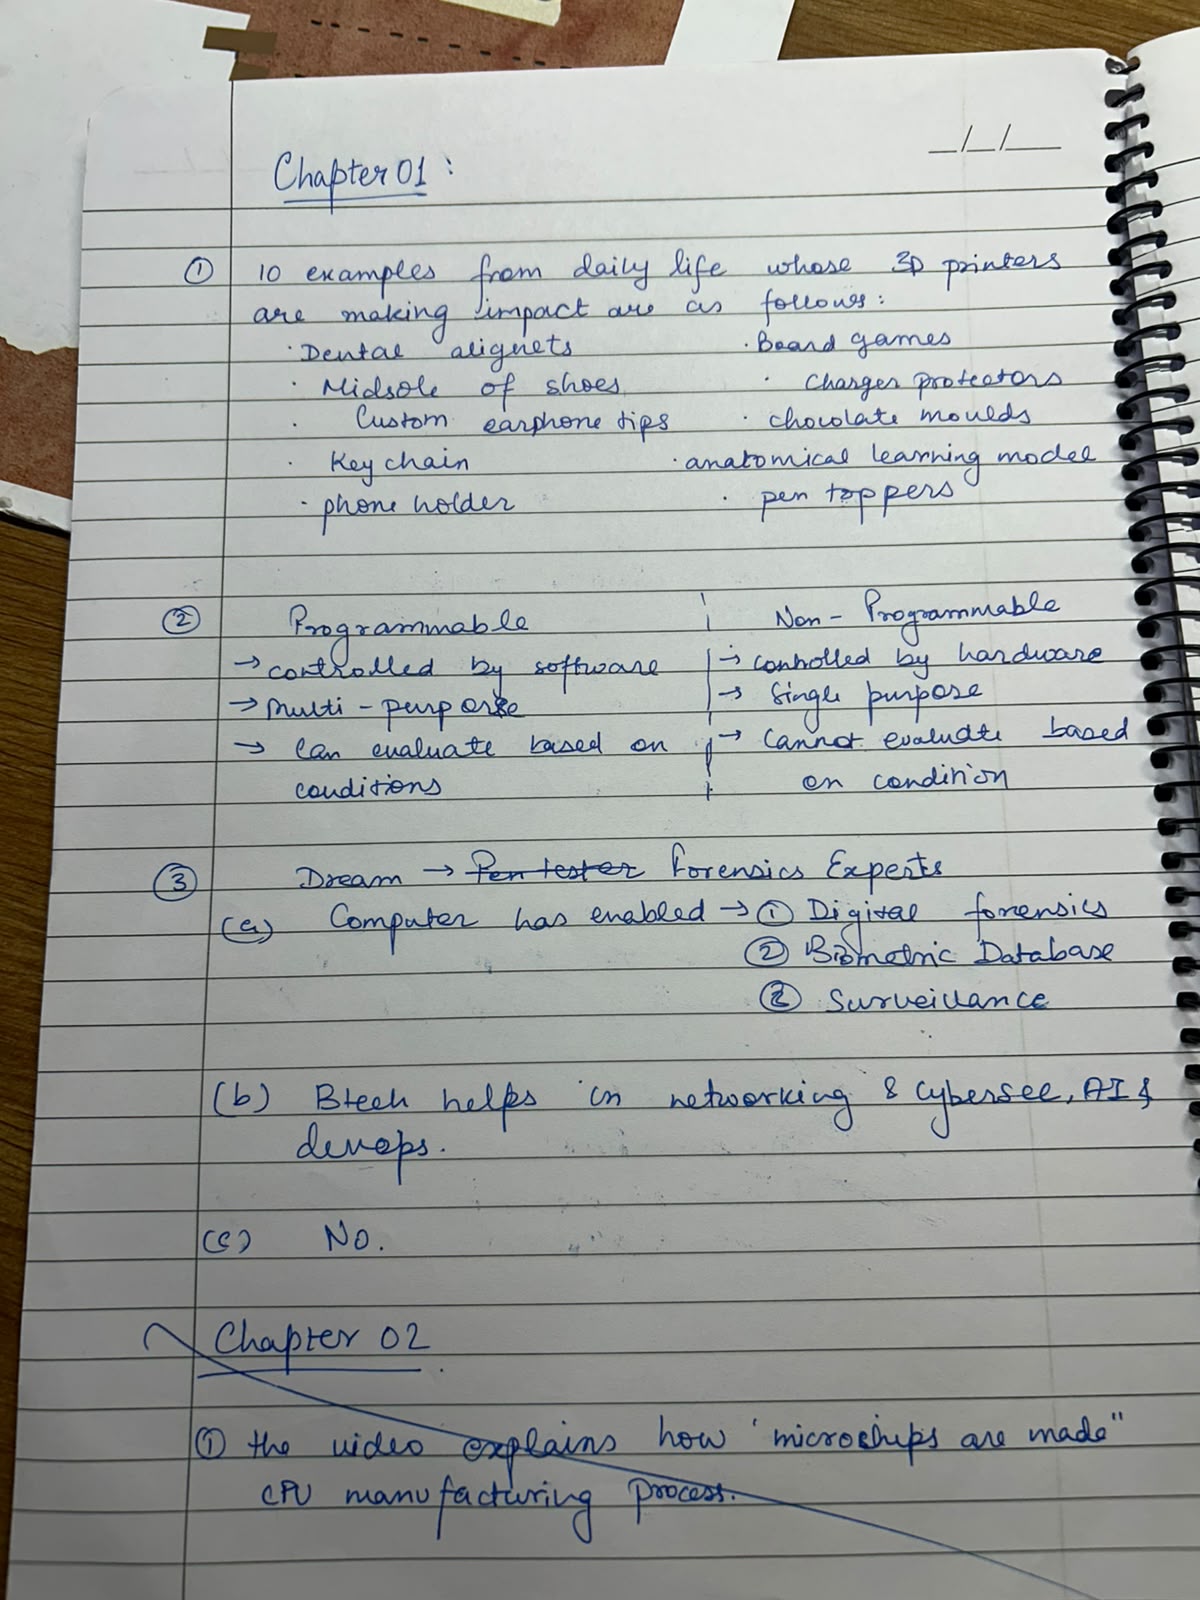 _/_/__
Chapter 01 :
① 10 examples from daily life whose 3D printers
are making impact are as follows :
· Dental alignets · Board games
· Midsole of shoes · Charger protectors
· Custom earphone tips · chocolate moulds
· Key chain · anatomical learning model
· phone holder · pen toppers
② Programmable Non - Programmable
→ controlled by software → controlled by hardware
→ Multi - purpose → Single purpose
→ Can evaluate based on → Cannot evaluate based
conditions on condition
③ Dream → Pen tester Forensics Experts
(a) Computer has enabled → ① Digital forensics
② Biometric Database
② Surveillance
(b) Btech helps in networking & Cybersec, AI &
devops.
(c) No.
Chapter 02
① the video explains how ' microchips are made "
CPU manufacturing process.